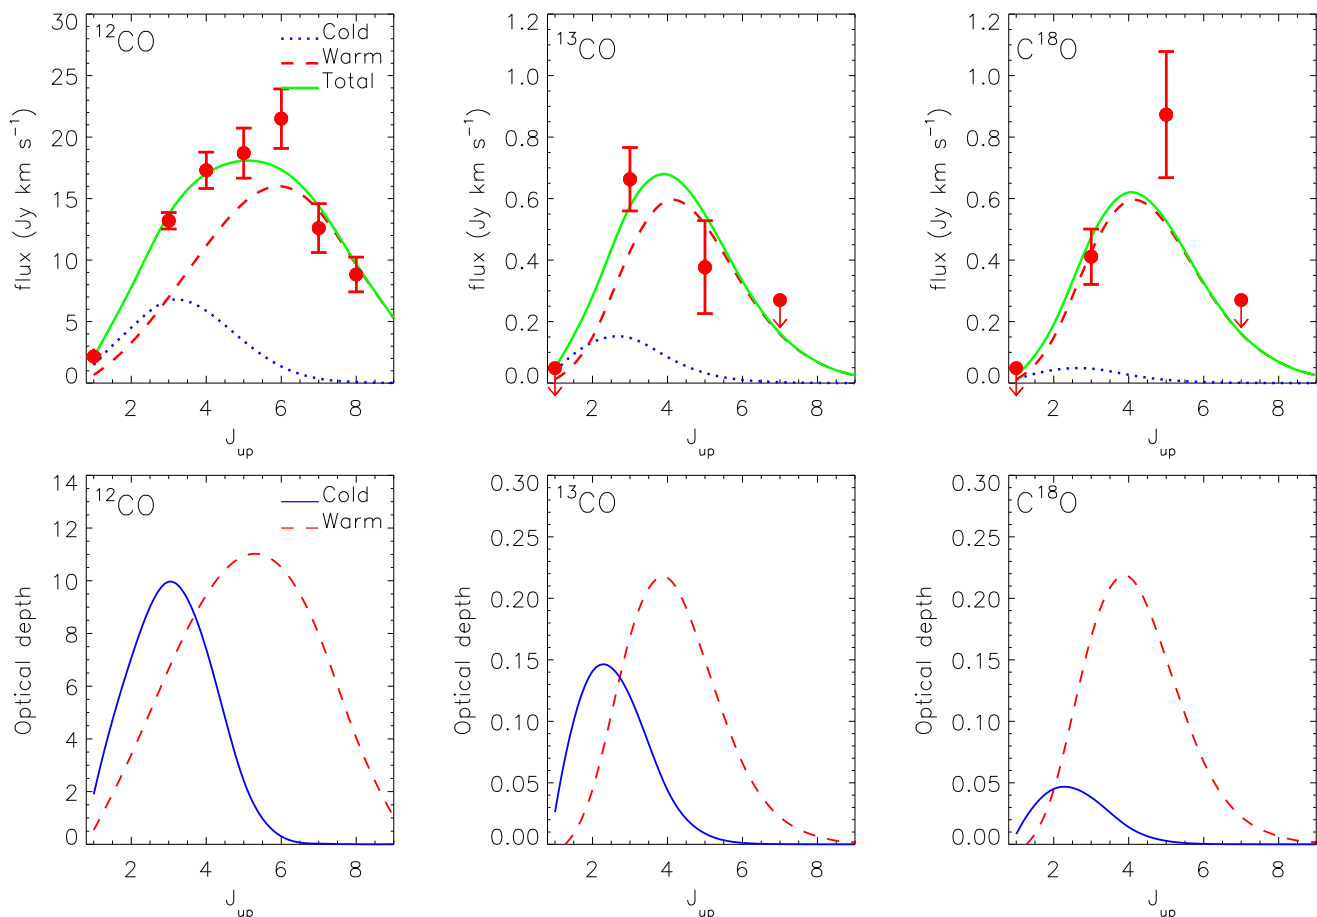 ¹²CO
Cold
Warm
Total
flux (Jy km s⁻¹)
30
25
20
15
10
5
0
2 4 6 8
J_up
¹³CO
flux (Jy km s⁻¹)
1.2
1.0
0.8
0.6
0.4
0.2
0.0
2 4 6 8
J_up
C¹⁸O
flux (Jy km s⁻¹)
1.2
1.0
0.8
0.6
0.4
0.2
0.0
2 4 6 8
J_up
¹²CO
Cold
Warm
Optical depth
14
12
10
8
6
4
2
0
2 4 6 8
J_up
¹³CO
Optical depth
0.30
0.25
0.20
0.15
0.10
0.05
0.00
2 4 6 8
J_up
C¹⁸O
Optical depth
0.30
0.25
0.20
0.15
0.10
0.05
0.00
2 4 6 8
J_up